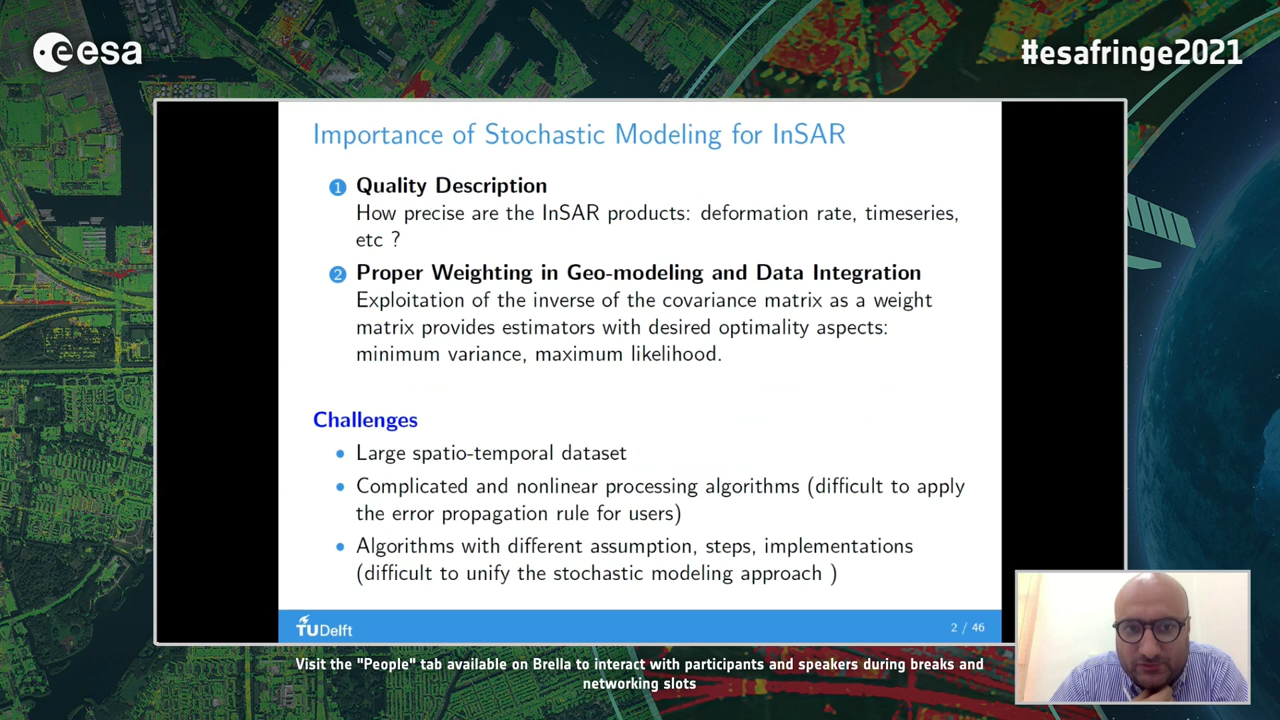 esa
#esafringe2021
Importance of Stochastic Modeling for InSAR
1 Quality Description
How precise are the InSAR products: deformation rate, timeseries,
etc ?
2 Proper Weighting in Geo-modeling and Data Integration
Exploitation of the inverse of the covariance matrix as a weight
matrix provides estimators with desired optimality aspects:
minimum variance, maximum likelihood.
Challenges
• Large spatio-temporal dataset
• Complicated and nonlinear processing algorithms (difficult to apply
the error propagation rule for users)
• Algorithms with different assumption, steps, implementations
(difficult to unify the stochastic modeling approach )
TUDelft
2 / 46
Visit the "People" tab available on Brella to interact with participants and speakers during breaks and
networking slots